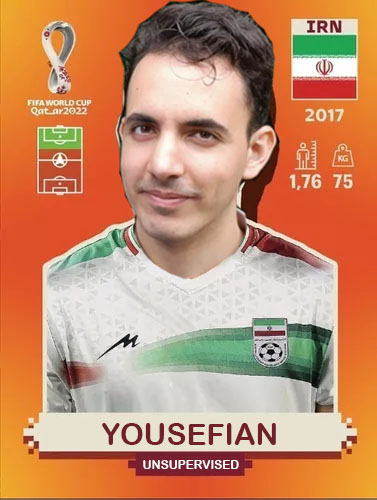 FIFA WORLD CUP
Qatar2022
IRN
2017
KG
1,76 75
YOUSEFIAN
UNSUPERVISED